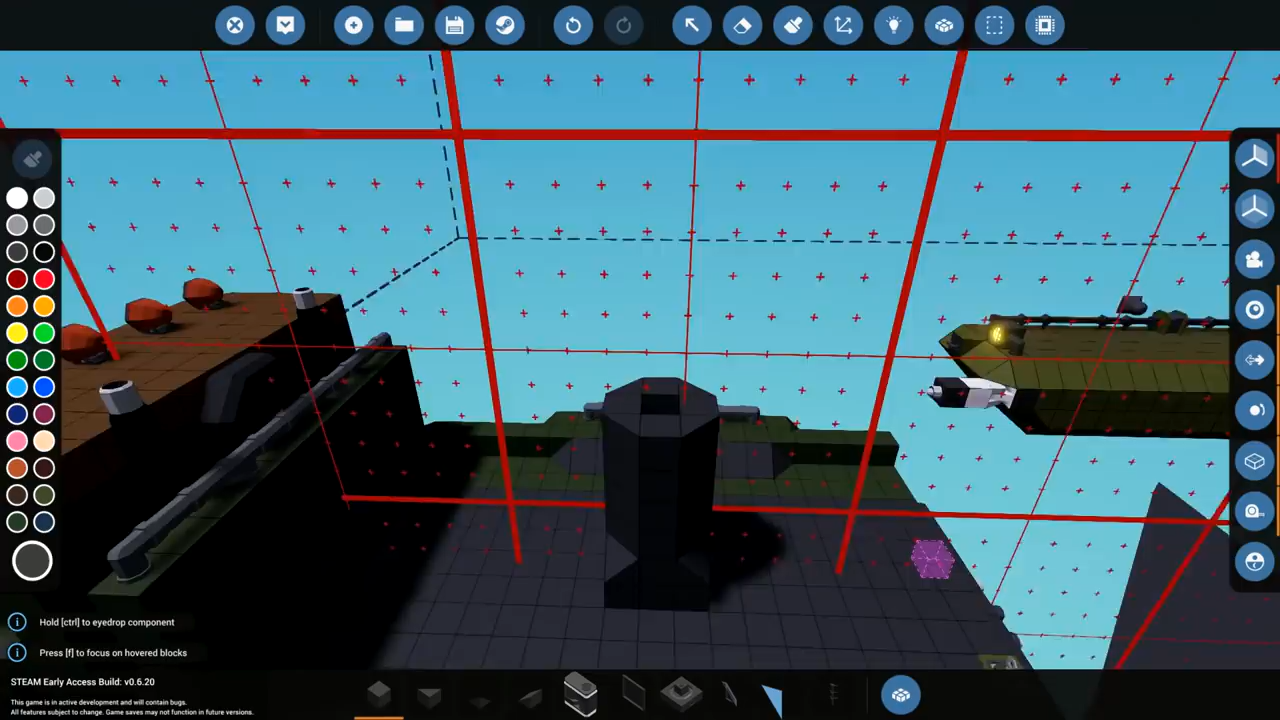 Hold [ctrl] to eyedrop component
Press [f] to focus on hovered blocks
STEAM Early Access Build: v0.6.20
This game is in active development and will contain bugs.
All features subject to change. Game saves may not function in future versions.